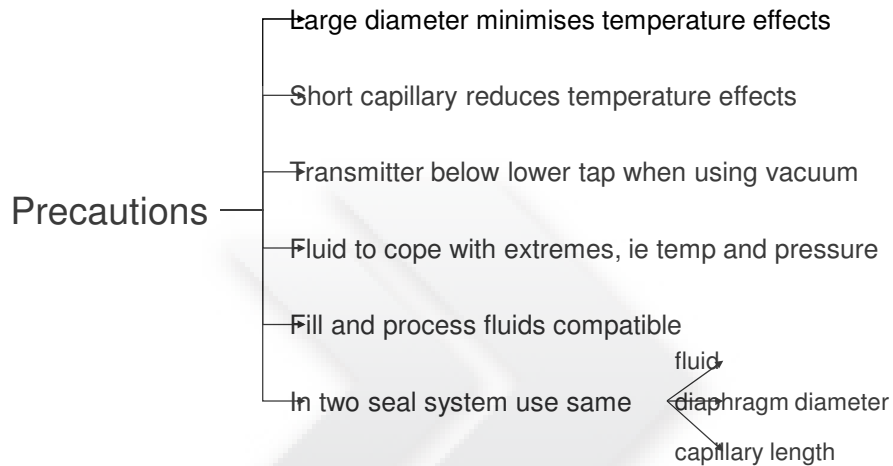 Large diameter minimises temperature effects
Short capillary reduces temperature effects
Transmitter below lower tap when using vacuum
Precautions
Fluid to cope with extremes, ie temp and pressure
Fill and process fluids compatible
In two seal system use same
fluid
diaphragm diameter
capillary length